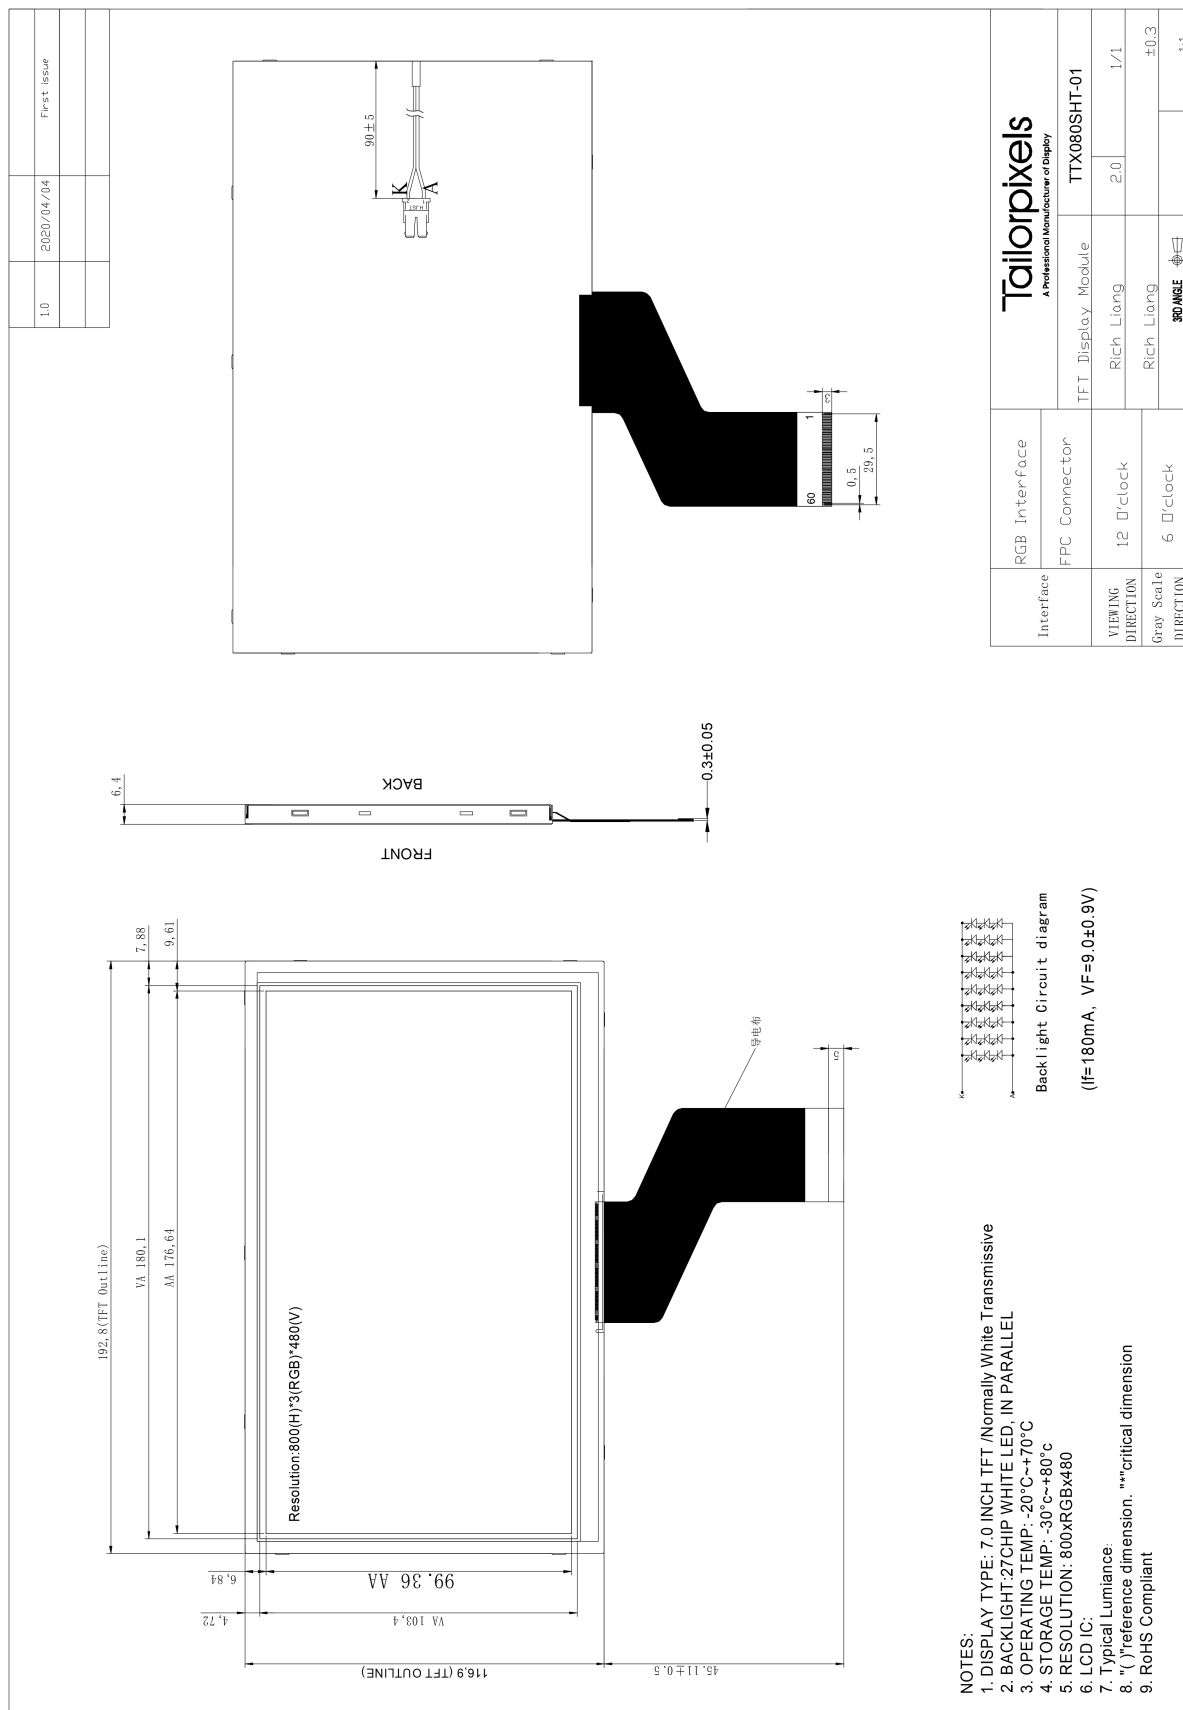 1.0 2020/04/04 First issue
90±5
K
A
HJST
1
60
3
0,5
29,5
6,4
BACK
FRONT
0.3±0.05
192,8(TFT Outline)
VA 180,1
AA 176,64
7,88
9,61
Resolution:800(H)*3(RGB)*480(V)
6,84
99.36 AA
4,72
VA 103,4
116,9 (TFT OUTLINE)
45.11±0.5
导电布
5
K
A
Backlight Circuit diagram
(If=180mA, VF=9.0±0.9V)
NOTES:
1. DISPLAY TYPE: 7.0 INCH TFT /Normally White Transmissive
2. BACKLIGHT:27CHIP WHITE LED, IN PARALLEL
3. OPERATING TEMP: -20°C~+70°C
4. STORAGE TEMP: -30°c~+80°c
5. RESOLUTION: 800xRGBx480
6. LCD IC:
7. Typical Lumiance:
8. "( )"reference dimension. "*"critical dimension
9. RoHS Compliant
Interface
RGB Interface
FPC Connector
VIEWING DIRECTION
12 O'clock
Gray Scale DIRECTION
6 O'clock
Tailorpixels
A Professional Manufacturer of Display
TFT Display Module
TTX080SHT-01
Rich Liang
2.0
1/1
Rich Liang
±0.3
3RD ANGLE